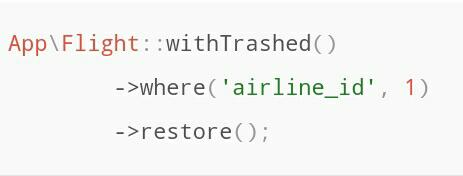 App\Flight::withTrashed()
        ->where('airline_id', 1)
        ->restore();